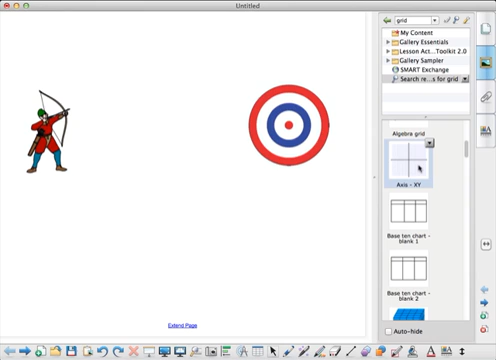 Untitled
grid
My Content
Gallery Essentials
Lesson Act...Toolkit 2.0
Gallery Sampler
SMART Exchange
Search re...s for grid
Algebra grid
Axis - XY
Base ten chart -
blank 1
Base ten chart -
blank 2
Extend Page
Auto-hide